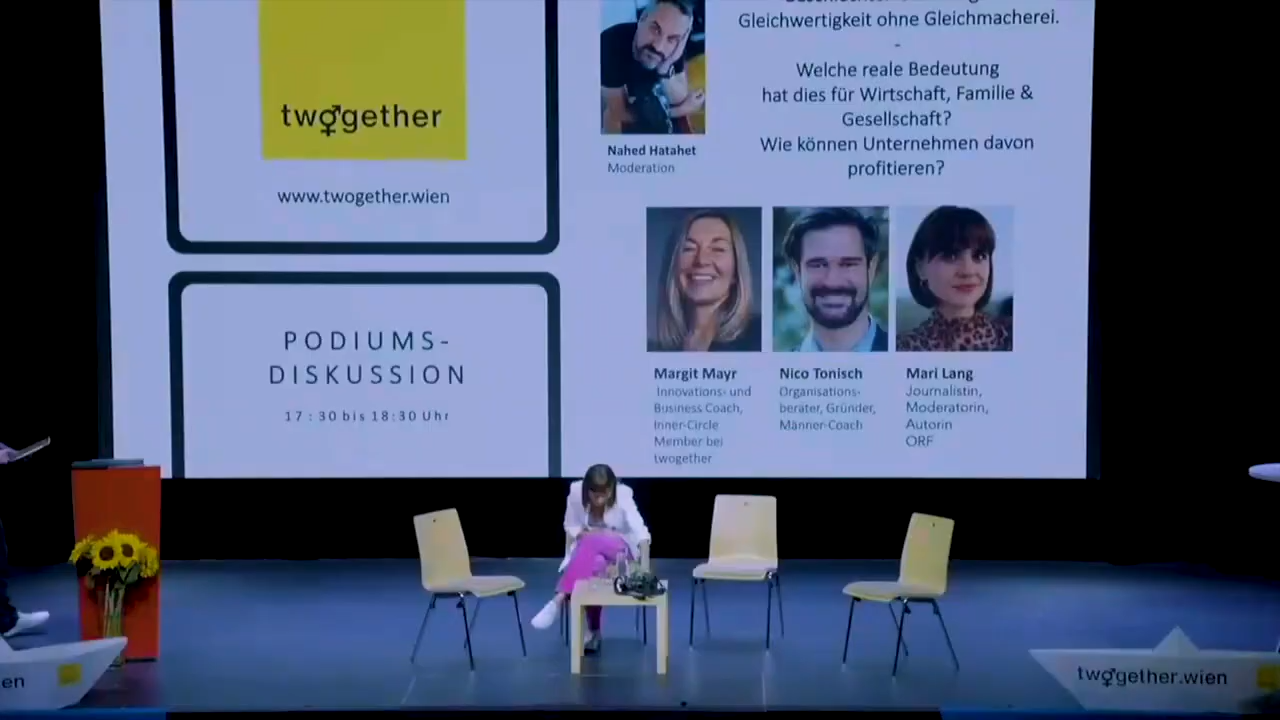 twogether
www.twogether.wien
PODIUMS-
DISKUSSION
17:30 bis 18:30 Uhr
Nahed Hatahet
Moderation
Gleichwertigkeit ohne Gleichmacherei.
-
Welche reale Bedeutung
hat dies für Wirtschaft, Familie &
Gesellschaft?
Wie können Unternehmen davon
profitieren?
Margit Mayr
Innovations- und
Business Coach,
Inner-Circle
Member bei
twogether
Nico Tonisch
Organisations-
berater, Gründer,
Männer-Coach
Mari Lang
Journalistin,
Moderatorin,
Autorin
ORF
en
twogether.wien